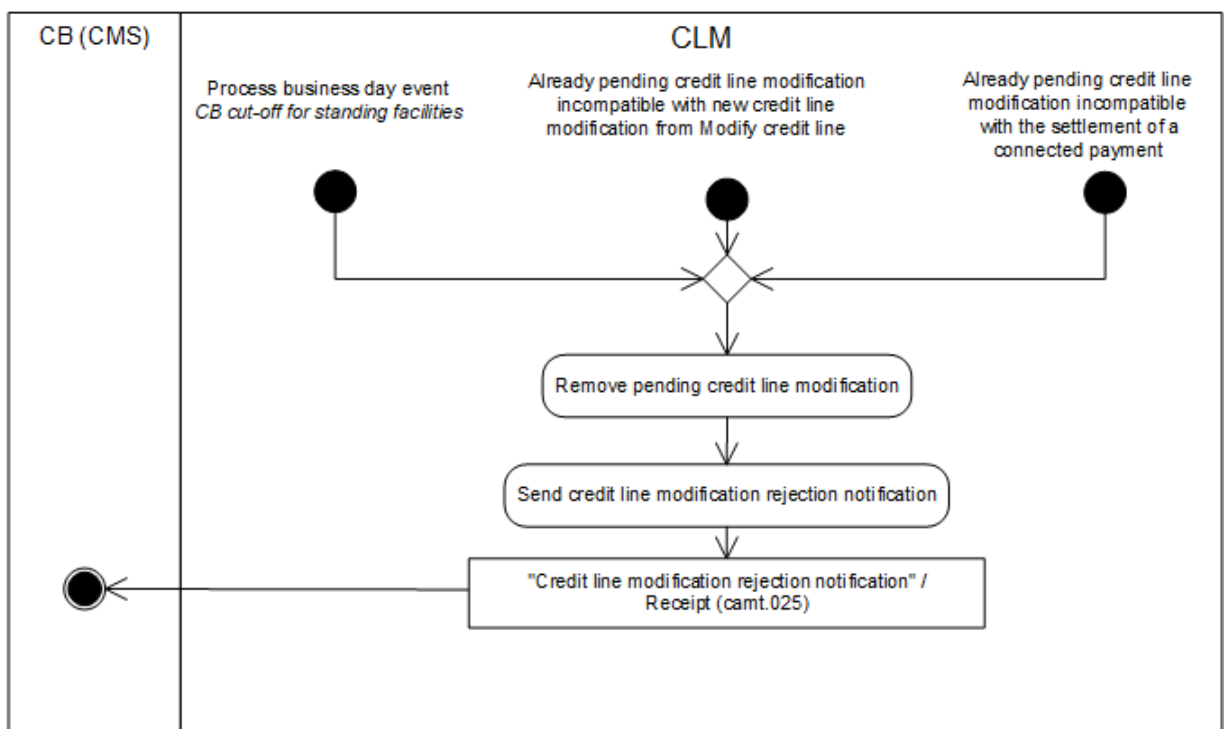 CB (CMS)
CLM
Process business day event
CB cut-off for standing facilities
Already pending credit line modification
incompatible with new credit line
modification from Modify credit line
Already pending credit line
modification incompatible
with the settlement of a
connected payment
Remove pending credit line modification
Send credit line modification rejection notification
"Credit line modification rejection notification" /
Receipt (camt.025)